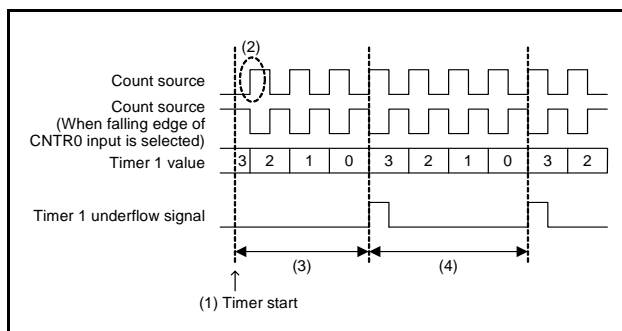 (2)
Count source
Count source
(When falling edge of
CNTR0 input is selected)
Timer 1 value
3 2 1 0 3 2 1 0 3 2
Timer 1 underflow signal
(3) (4)
(1) Timer start